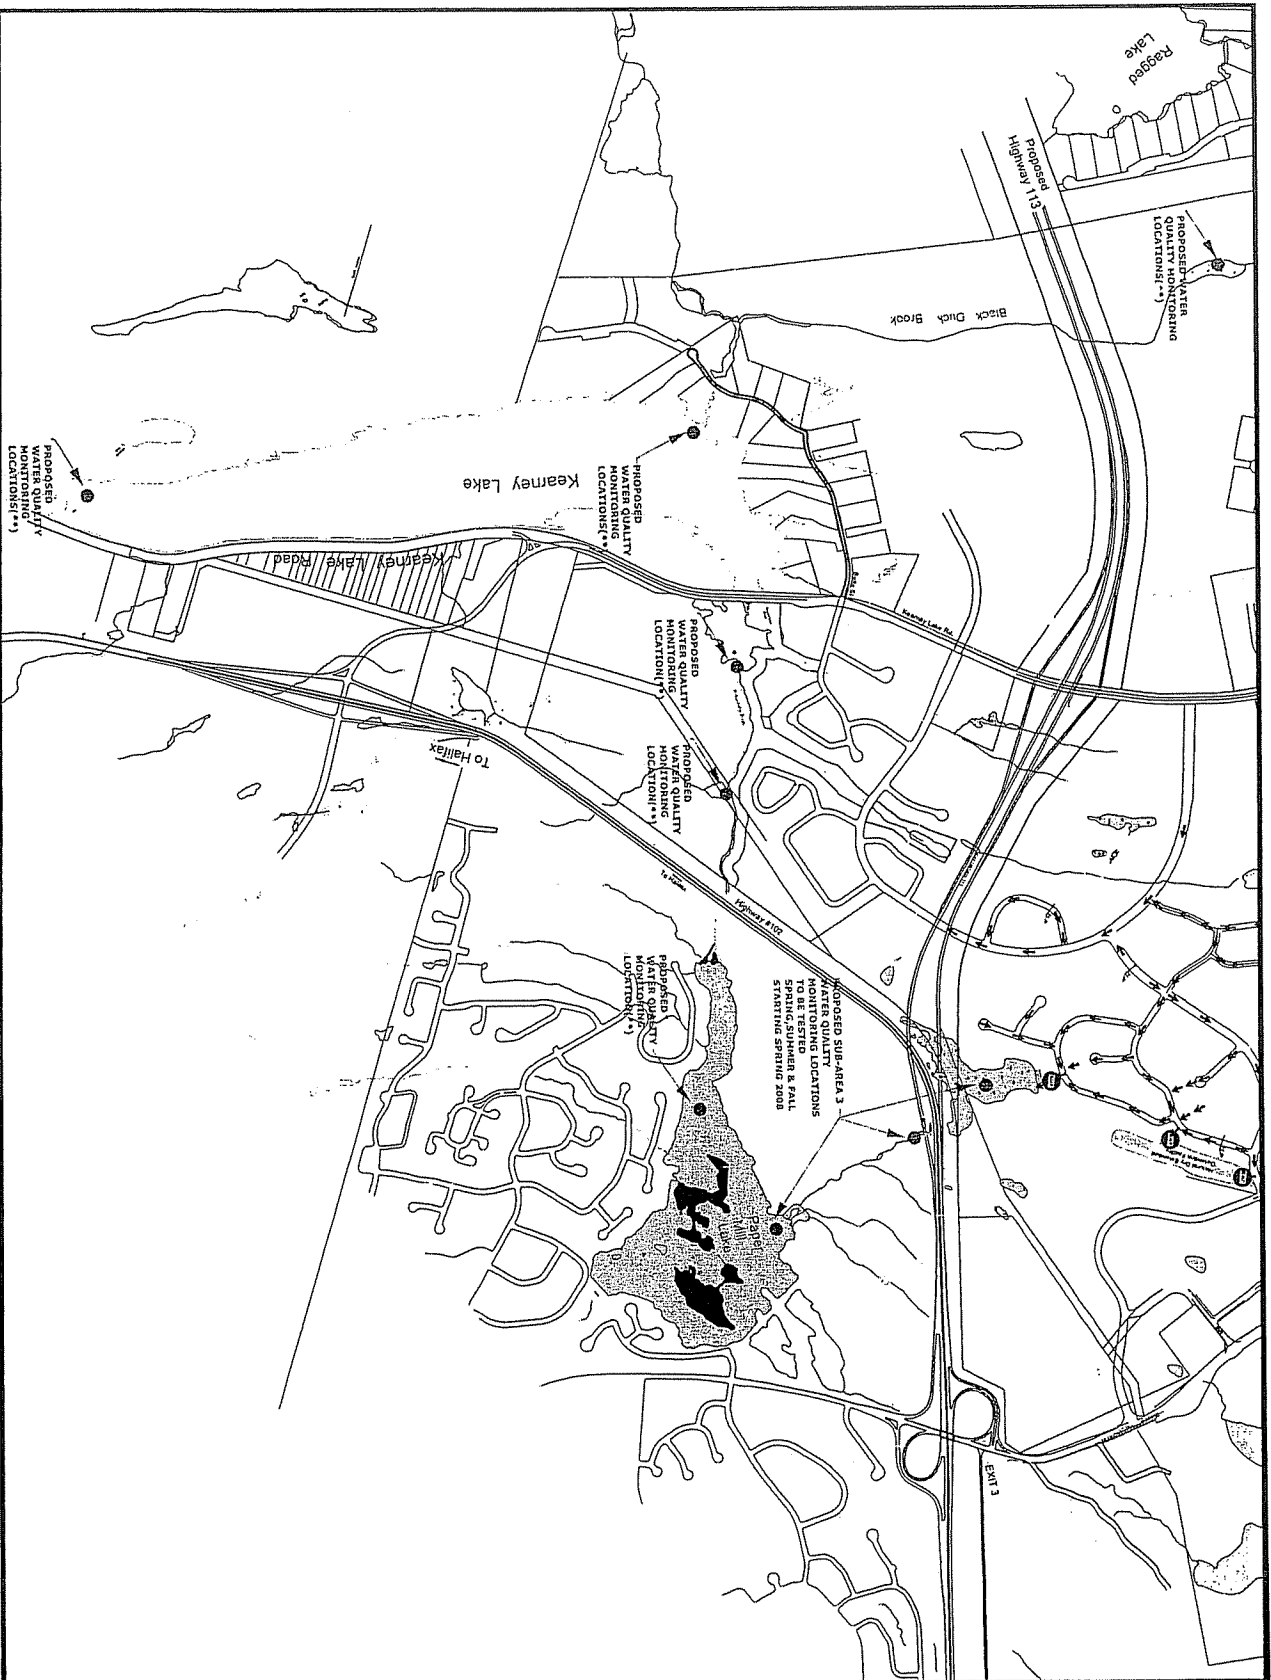 Ragged
Lake
Proposed
Highway 113
PROPOSED WATER
QUALITY MONITORING
LOCATIONS(**)
Black Duck Brook
PROPOSED
WATER QUALITY
MONITORING
LOCATIONS(**)
Kearney Lake
PROPOSED
WATER QUALITY
MONITORING
LOCATIONS(**)
Kearney Lake Road
Kearney Lake Rd.
PROPOSED
WATER QUALITY
MONITORING
LOCATION(**)
PROPOSED
WATER QUALITY
MONITORING
LOCATION(**)
To Halifax
To Halifax
Highway #102
PROPOSED
WATER QUALITY
MONITORING
LOCATION(**)
PROPOSED SUB-AREA 3
WATER QUALITY
MONITORING LOCATIONS
TO BE TESTED
SPRING,SUMMER & FALL
STARTING SPRING 2008
Paper
Mill
Lake
EXIT 3